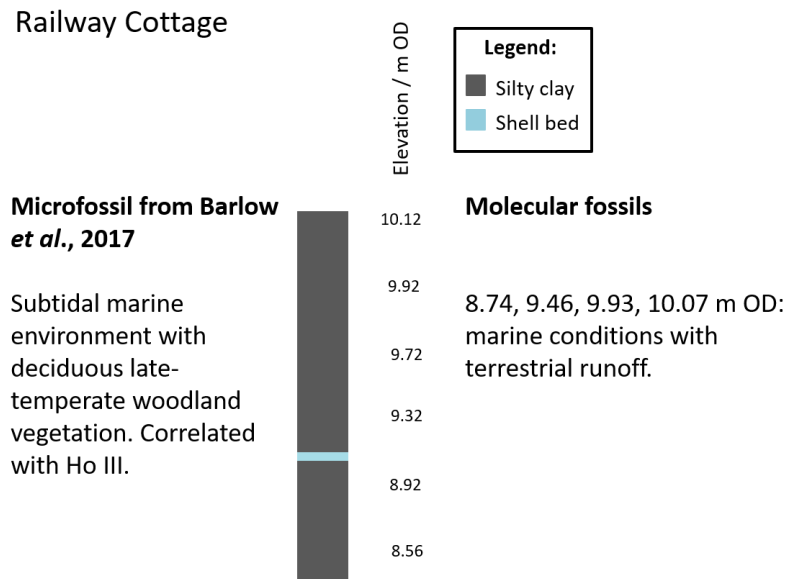 Railway Cottage
Elevation / m OD
Legend:
Silty clay
Shell bed
Microfossil from Barlow
et al., 2017
Subtidal marine
environment with
deciduous late-
temperate woodland
vegetation. Correlated
with Ho III.
10.12
9.92
9.72
9.32
8.92
8.56
Molecular fossils
8.74, 9.46, 9.93, 10.07 m OD:
marine conditions with
terrestrial runoff.